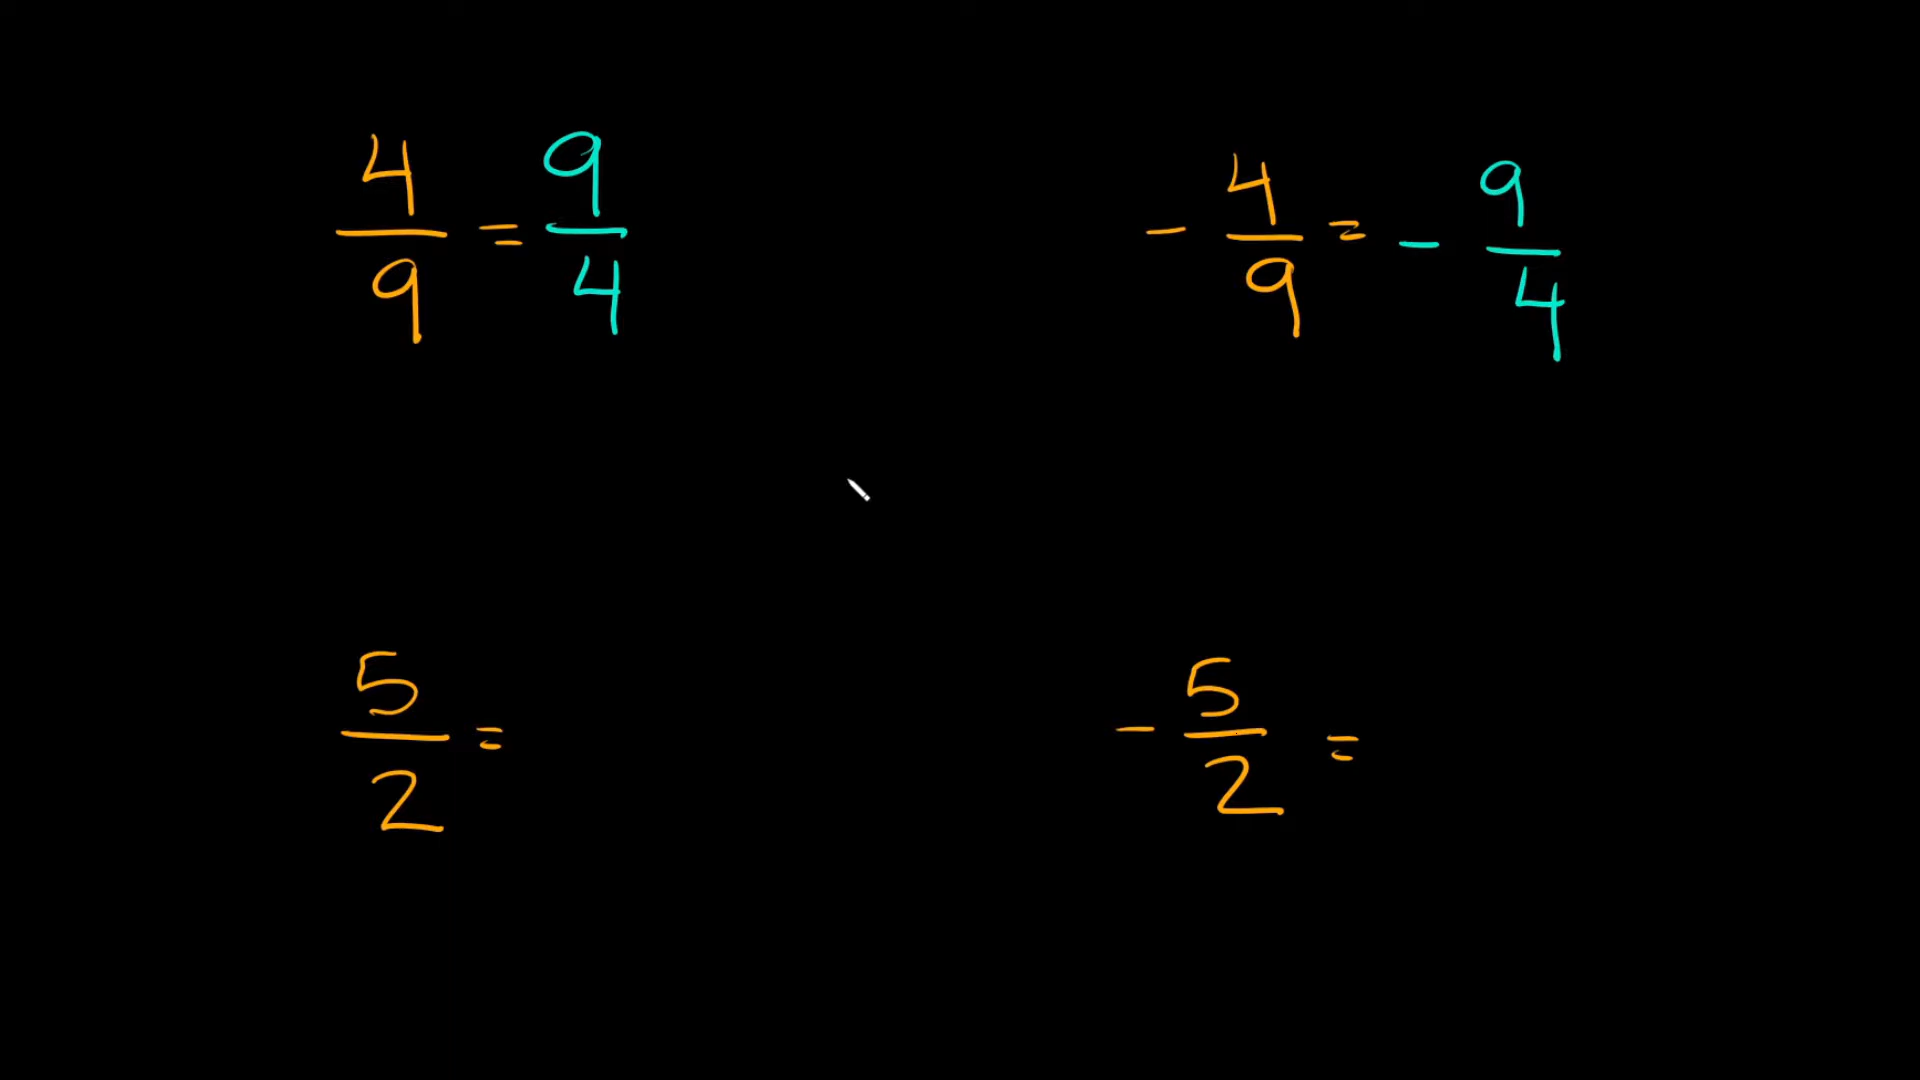 4/9 = 9/4
- 4/9 = - 9/4
5/2 =
- 5/2 =